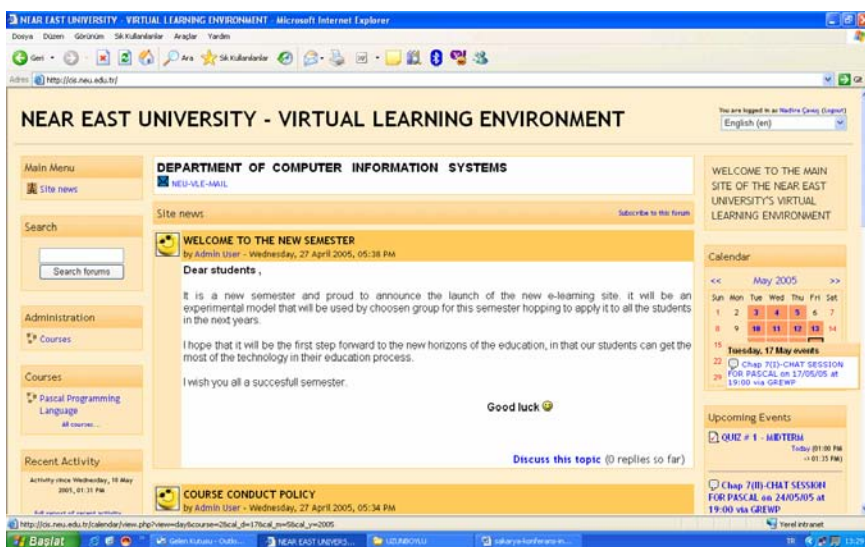 NEAR EAST UNIVERSITY - VIRTUAL LEARNING ENVIRONMENT - Microsoft Internet Explorer
Dosya Düzen Görünüm Sık Kullanılanlar Araçlar Yardım
Geri Ara Sık Kullanılanlar
Adres http://cis.neu.edu.tr/ Git
NEAR EAST UNIVERSITY - VIRTUAL LEARNING ENVIRONMENT
You are logged in as Nadire Çavuş (Logout)
English (en)
Main Menu
Site news
Search
Search forums
Administration
Courses
Courses
Pascal Programming
Language
All courses...
Recent Activity
Activity since Wednesday, 18 May
2005, 01:31 PM
Full report of recent activity
DEPARTMENT OF COMPUTER INFORMATION SYSTEMS
NEU-VLE-MAIL
Site news
Subscribe to this forum
WELCOME TO THE NEW SEMESTER
by Admin User - Wednesday, 27 April 2005, 05:38 PM
Dear students ,
It is a new semester and proud to announce the launch of the new e-learning site. it will be an
experimental model that will be used by choosen group for this semester hopping to apply it to all the students
in the next years.
I hope that it will be the first step forward to the new horizons of the education, in that our students can get the
most of the technology in their education process.
I wish you all a succesfull semester.
Good luck
Discuss this topic (0 replies so far)
COURSE CONDUCT POLICY
by Admin User - Wednesday, 27 April 2005, 05:34 PM
WELCOME TO THE MAIN
SITE OF THE NEAR EAST
UNIVERSITY'S VIRTUAL
LEARNING ENVIRONMENT
Calendar
<< May 2005 >>
Sun Mon Tue Wed Thu Fri Sat
1 2 3 4 5 6 7
8 9 10 11 12 13 14
15
22
29
Tuesday, 17 May events
Chap 7(I)-CHAT SESSION
FOR PASCAL on 17/05/05 at
19:00 via GREWP
Upcoming Events
QUIZ # 1 - MIDTERM
Today (01:00 PM
-> 01:35 PM)
Chap 7(II)-CHAT SESSION
FOR PASCAL on 24/05/05 at
19:00 via GREWP
http://cis.neu.edu.tr/calendar/view.php?view=day&course=2&cal_d=17&cal_m=5&cal_y=2005
Yerel intranet
Başlat
Gelen Kutusu - Outlo...
NEAR EAST UNIVERS...
UZUNBOYLU
sakarya-konferans-in...
TR
13:29